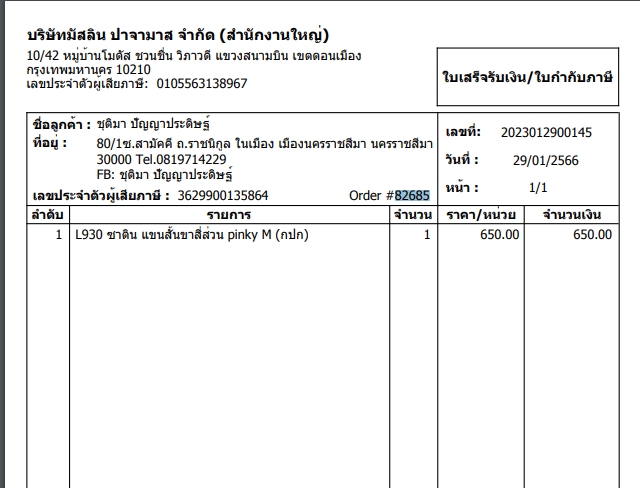 บริษัทมัสลิน ปาจามาส จำกัด (สำนักงานใหญ่)
10/42 หมู่บ้านโมดัส ชวนชื่น วิภาวดี แขวงสนามบิน เขตดอนเมือง
กรุงเทพมหานคร 10210
เลขประจำตัวผู้เสียภาษี: 0105563138967
ใบเสร็จรับเงิน/ใบกำกับภาษี
ชื่อลูกค้า : ชุติมา ปัญญาประดิษฐ์
ที่อยู่ : 80/1ซ.สามัคคี ถ.ราชนิกูล ในเมือง เมืองนครราชสีมา นครราชสีมา
30000 Tel.0819714229
FB: ชุติมา ปัญญาประดิษฐ์
เลขประจำตัวผู้เสียภาษี : 3629900135864 Order #82685
เลขที่: 2023012900145
วันที่ : 29/01/2566
หน้า : 1/1
ลำดับ รายการ จำนวน ราคา/หน่วย จำนวนเงิน
1 L930 ซาติน แขนสั้นขาสี่ส่วน pinky M (กปก) 1 650.00 650.00